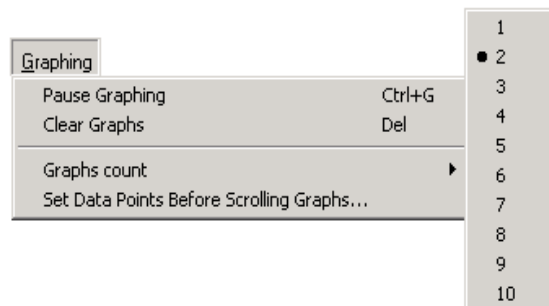 Graphing
Pause Graphing Ctrl+G
Clear Graphs Del
Graphs count
Set Data Points Before Scrolling Graphs...
1
2
3
4
5
6
7
8
9
10